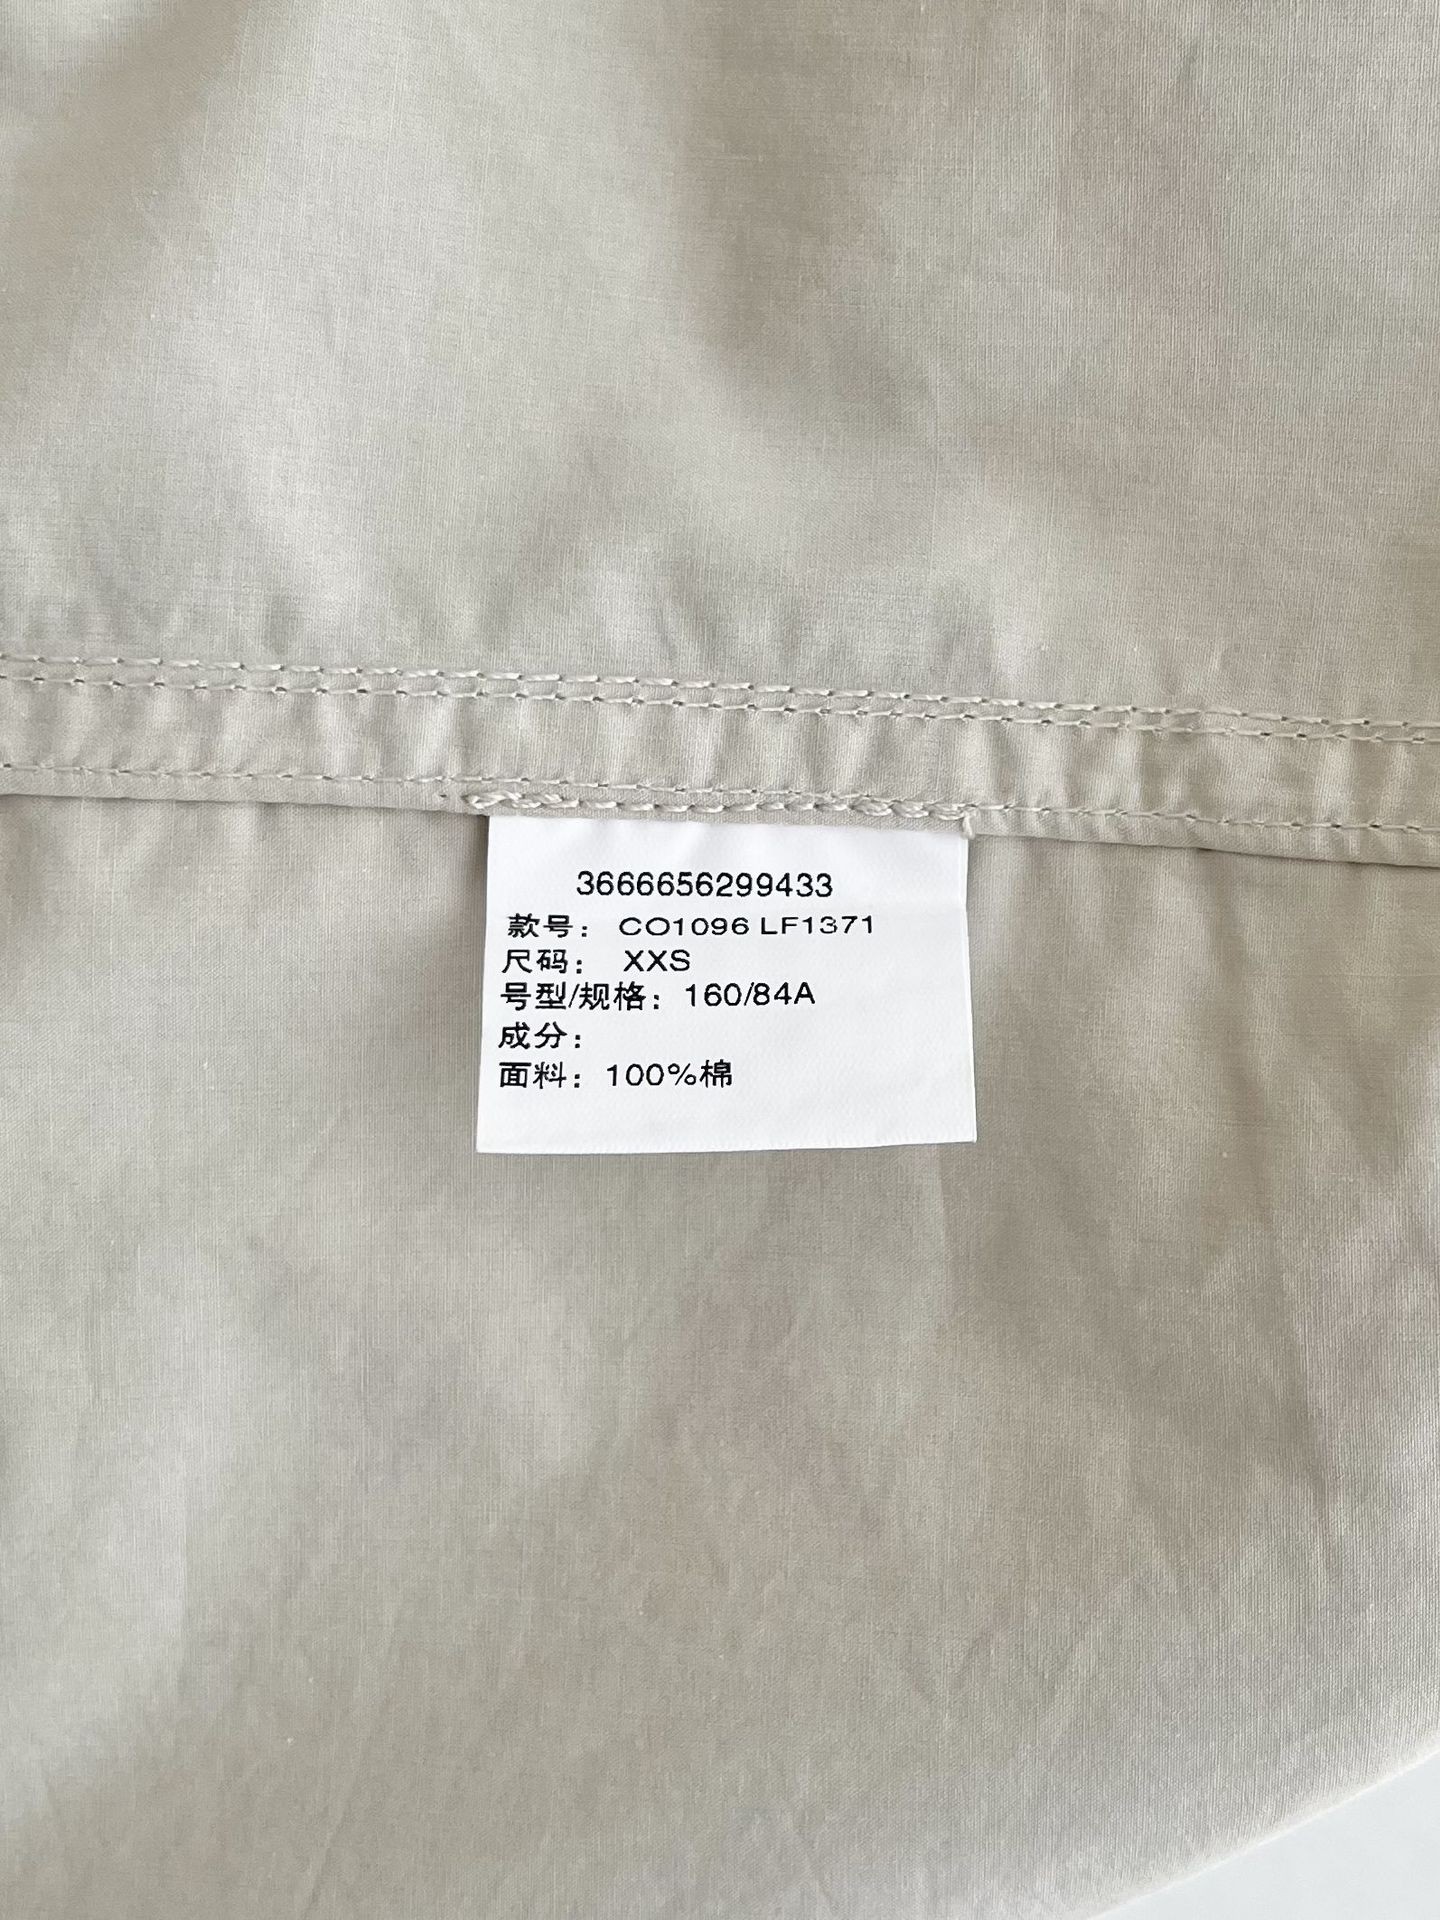 3666656299433
款号： CO1096 LF1371
尺码： XXS
号型/规格：160/84A
成分：
面料：100%棉